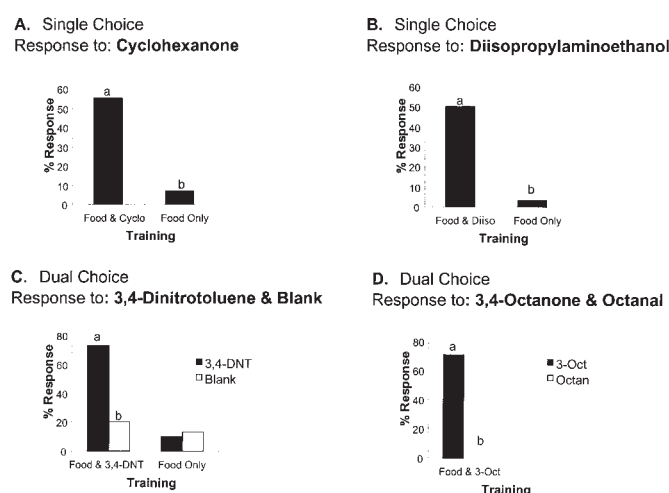 A. Single Choice
Response to: Cyclohexanone
% Response
60
50
40
30
20
10
0
a
b
Food & Cyclo Food Only
Training
B. Single Choice
Response to: Diisopropylaminoethanol
% Response
60
50
40
30
20
10
0
a
b
Food & Diiso Food Only
Training
C. Dual Choice
Response to: 3,4-Dinitrotoluene & Blank
% Response
80
60
40
20
0
a
b
3,4-DNT
Blank
Food & 3,4-DNT Food Only
Training
D. Dual Choice
Response to: 3,4-Octanone & Octanal
% Response
80
60
40
20
0
a
b
3-Oct
Octan
Food & 3-Oct
Training